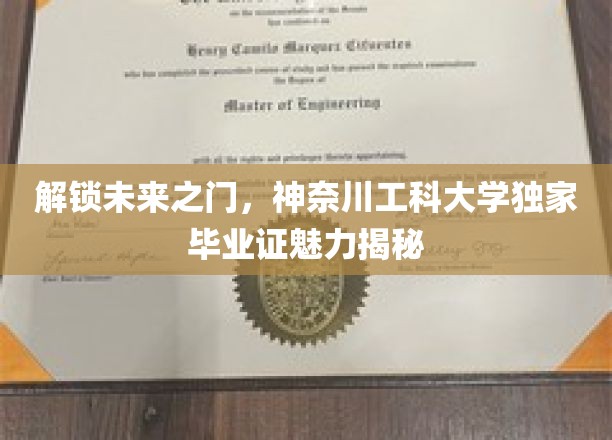 on the recommendation of the Senate
has conferred on
Henry Camilo Marquez Cifuentes
who has completed the prescribed course of study and has passed the requisite examinations
the Degree of
Master of Engineering
with all the rights and privileges thereto appertaining.
解锁未来之门，神奈川工科大学独家
毕业证魅力揭秘